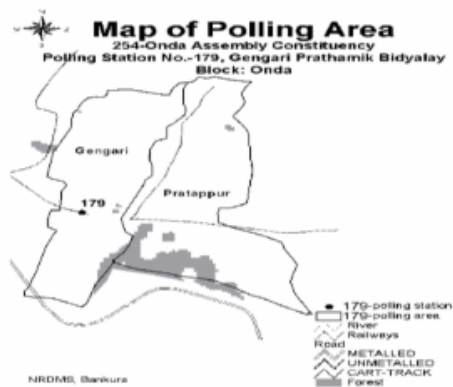 Map of Polling Area
254-Onda Assembly Constituency
Polling Station No.-179, Gengari Prathamik Bidyalay
Block: Onda
Gengari
Pratappur
179
179-polling station
179-polling area
River
Railways
Road
METALLED
UNMETALLED
CART-TRACK
Forest
NRDMS, Bankura